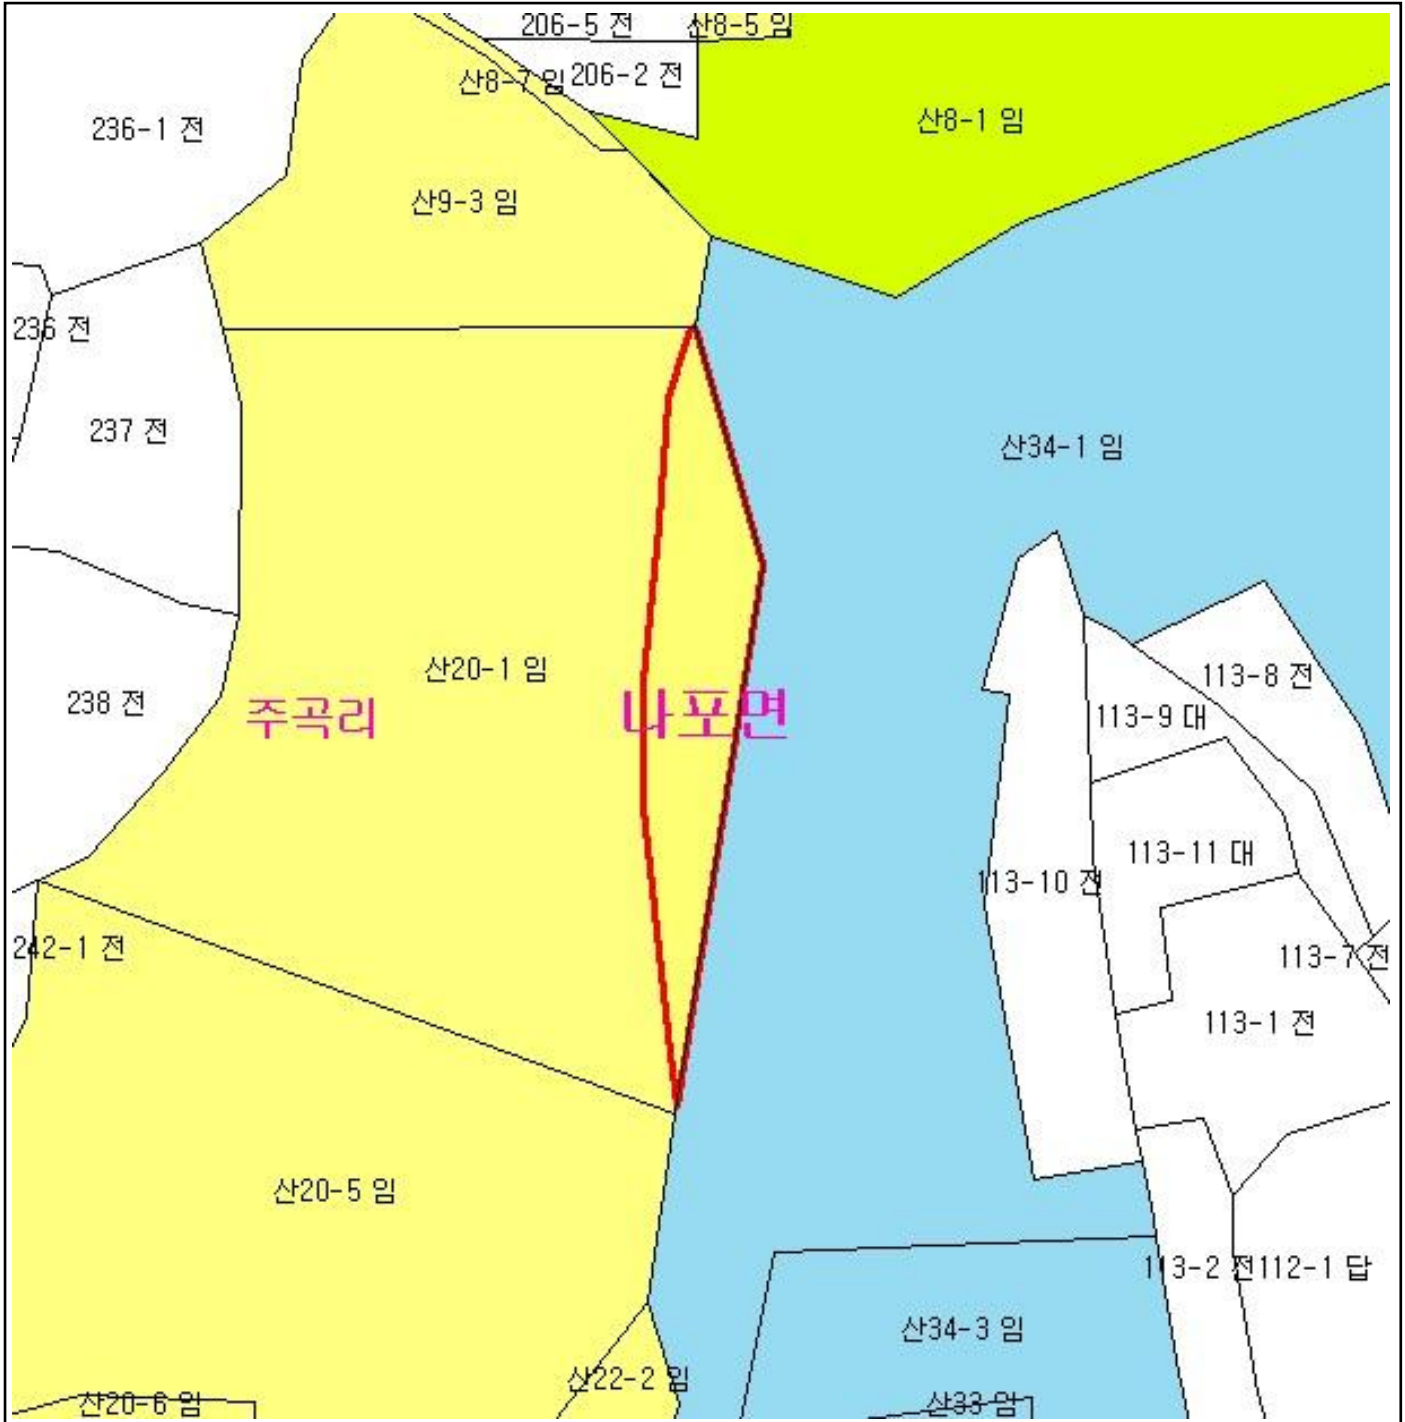 206-5 전
산8-5 임
산8-7 임
206-2 전
236-1 전
산8-1 임
산9-3 임
236 전
237 전
산34-1 임
산20-1 임
113-8 전
238 전
주곡리
나포면
113-9 대
113-11 대
113-10 전
242-1 전
113-7 전
113-1 전
산20-5 임
113-2 전
112-1 답
산34-3 임
산22-2 임
산20-6 임
산33 임